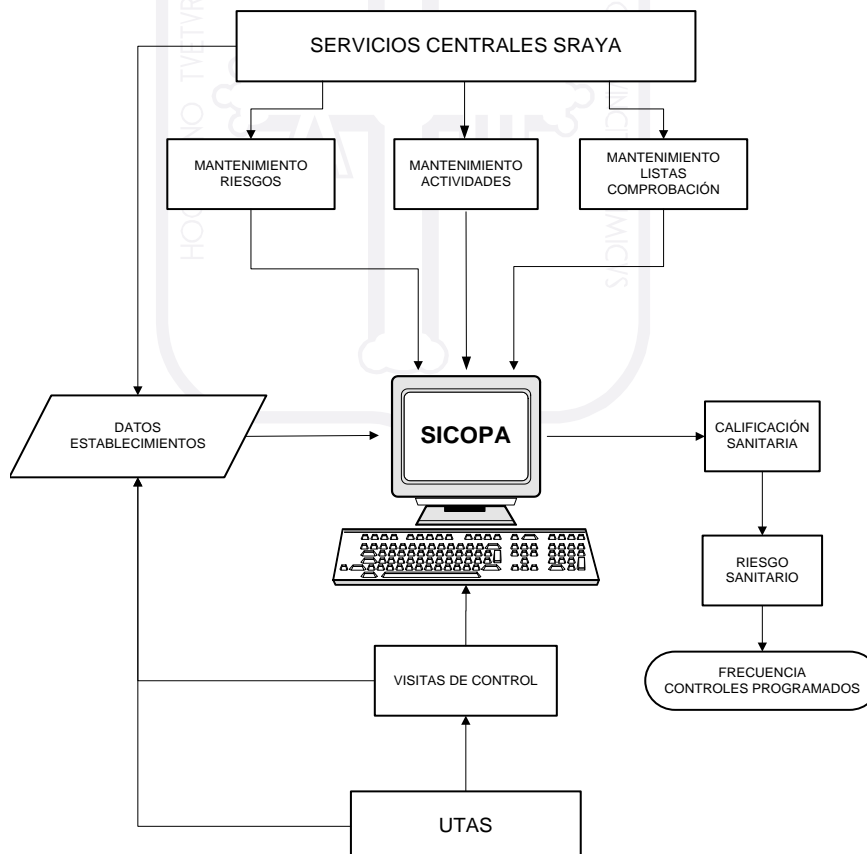 SERVICIOS CENTRALES SRAYA
MANTENIMIENTO
RIESGOS
MANTENIMIENTO
ACTIVIDADES
MANTENIMIENTO
LISTAS
COMPROBACIÓN
DATOS
ESTABLECIMIENTOS
SICOPA
CALIFICACIÓN
SANITARIA
RIESGO
SANITARIO
VISITAS DE CONTROL
FRECUENCIA
CONTROLES PROGRAMADOS
UTAS